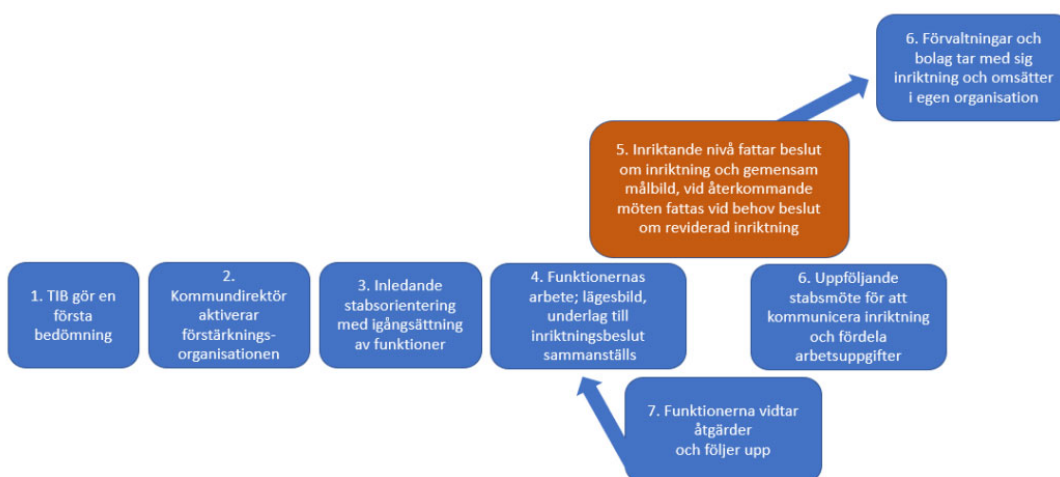 1. TIB gör en
första
bedömning
2.
Kommundirektör
aktiverar
förstärknings-
organisationen
3. Inledande
stabsorientering
med igångsättning
av funktioner
4. Funktionernas
arbete; lägesbild,
underlag till
inriktningsbeslut
sammanställs
5. Inriktande nivå fattar beslut
om inriktning och gemensam
målbild, vid återkommande
möten fattas vid behov beslut
om reviderad inriktning
6. Förvaltningar och
bolag tar med sig
inriktning och omsätter
i egen organisation
6. Uppföljande
stabsmöte för att
kommunicera inriktning
och fördela
arbetsuppgifter
7. Funktionerna vidtar
åtgärder
och följer upp